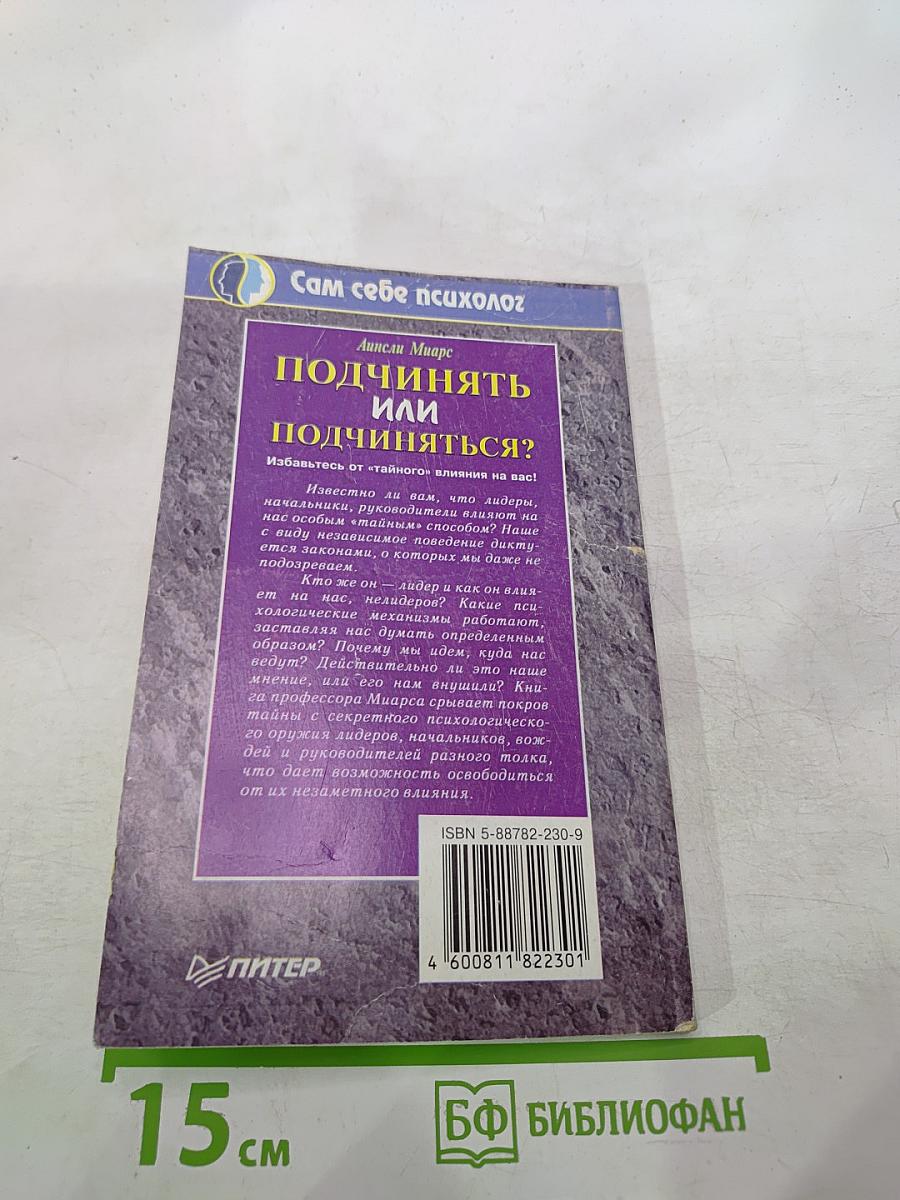 Сам себе психолог
Аинсли Миарс
ПОДЧИНЯТЬ
ИЛИ
ПОДЧИНЯТЬСЯ?
Избавьтесь от «тайного» влияния на вас!
Известно ли вам, что лидеры,
начальники, руководители влияют на
нас особым «тайным» способом? Наше
с виду независимое поведение дикту-
ется законами, о которых мы даже не
подозреваем.
Кто же он — лидер и как он влия-
ет на нас, нелидеров? Какие пси-
хологические механизмы работают,
заставляя нас думать определенным
образом? Почему мы идем, куда нас
ведут? Действительно ли это наше
мнение, или его нам внушили? Кни-
га профессора Миарса срывает покров
тайны с секретного психологическо-
го оружия лидеров, начальников, вож-
дей и руководителей разного толка,
что дает возможность освободиться
от их незаметного влияния.
ISBN 5-88782-230-9
4 600811 822301
ПИТЕР
15 см
БФ БИБЛИОФАН